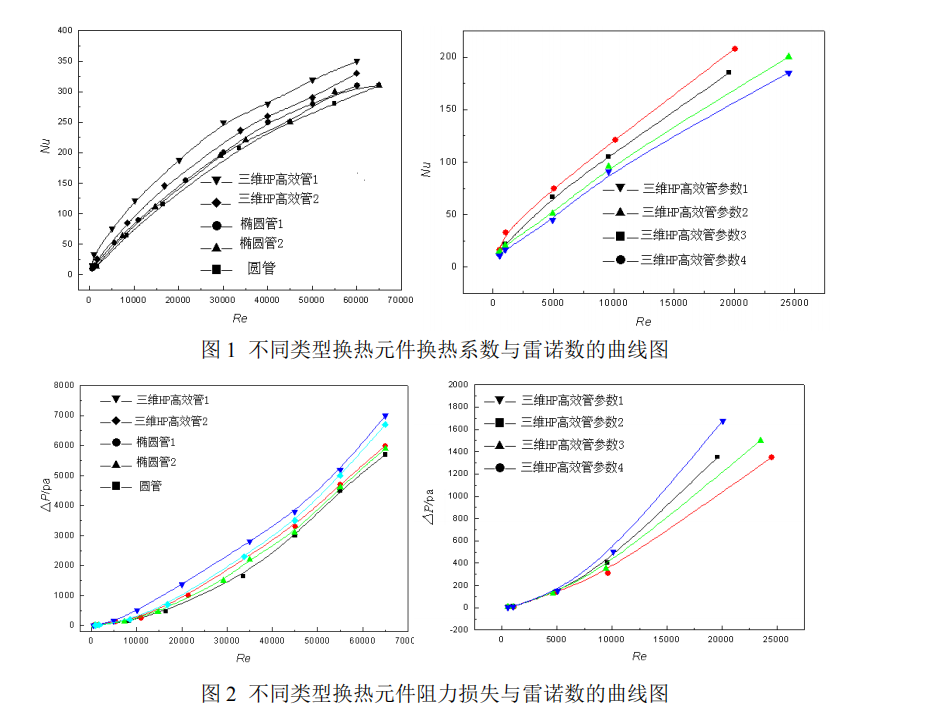 400
350
300
250
200
150
100
50
0
Nu
三维HP高效管1
三维HP高效管2
椭圆管1
椭圆管2
圆管
0 10000 20000 30000 40000 50000 60000 70000
Re
200
150
100
50
0
Nu
三维HP高效管参数1
三维HP高效管参数2
三维HP高效管参数3
三维HP高效管参数4
0 5000 10000 15000 20000 25000
Re
图 1 不同类型换热元件换热系数与雷诺数的曲线图
8000
7000
6000
5000
4000
3000
2000
1000
0
△P/pa
三维HP高效管1
三维HP高效管2
椭圆管1
椭圆管2
圆管
0 10000 20000 30000 40000 50000 60000 7000
Re
2000
1800
1600
1400
1200
1000
800
600
400
200
0
-200
△P/pa
三维HP高效管参数1
三维HP高效管参数2
三维HP高效管参数3
三维HP高效管参数4
0 5000 10000 15000 20000 25000
Re
图 2 不同类型换热元件阻力损失与雷诺数的曲线图